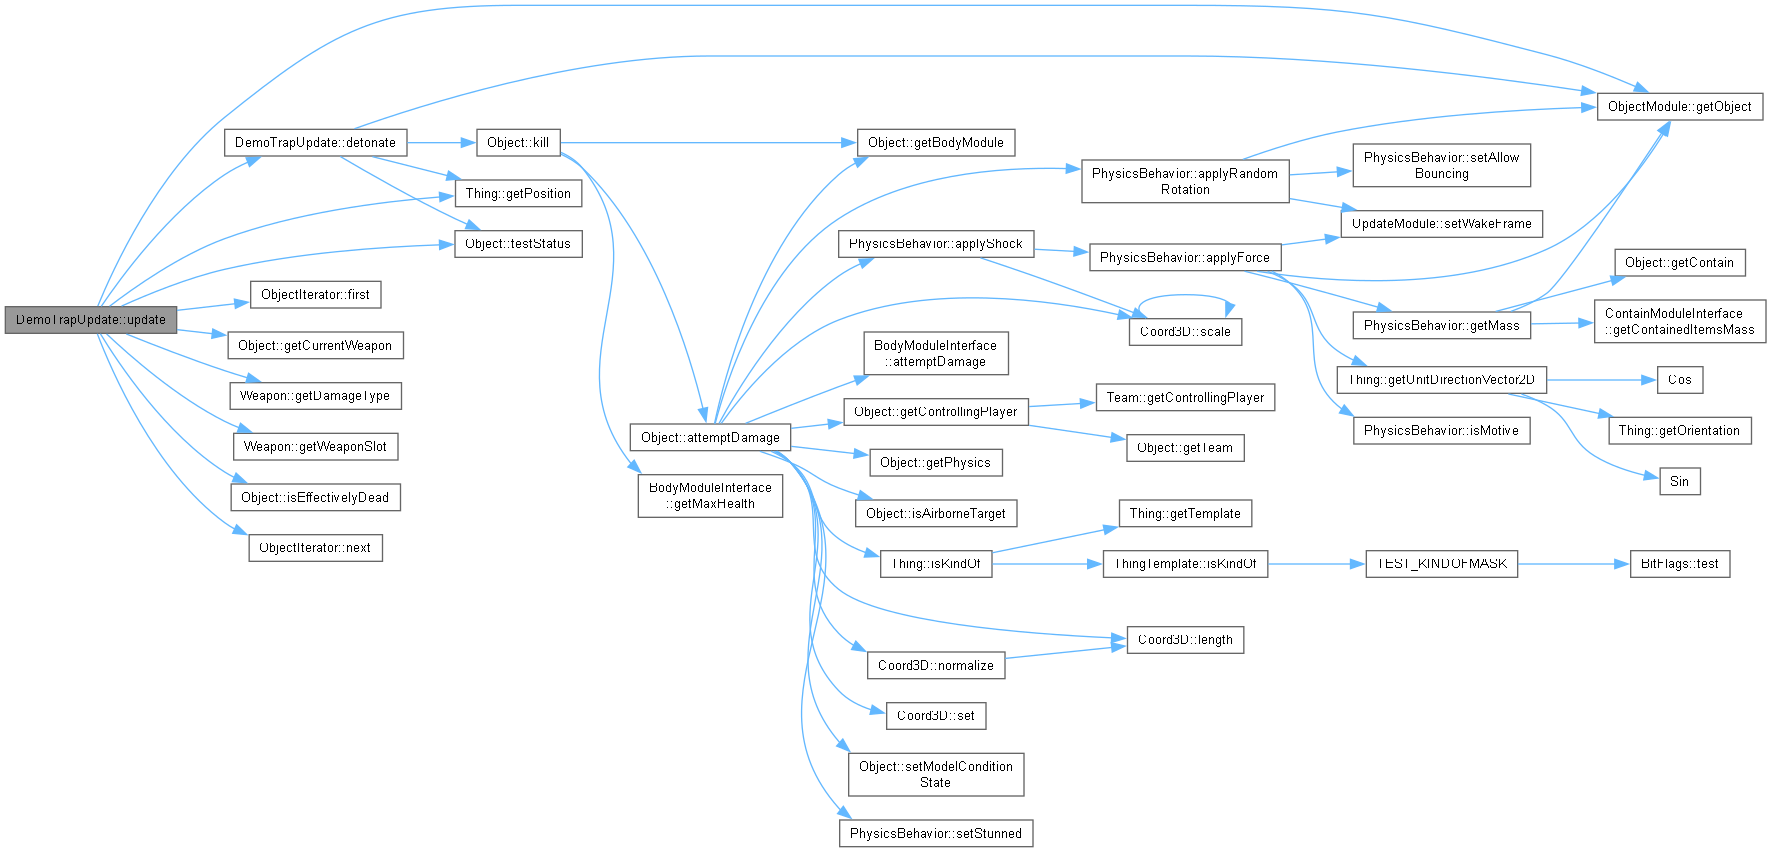 DemoTrapUpdate::update
DemoTrapUpdate::detonate
Thing::getPosition
Object::testStatus
ObjectIterator::first
Object::getCurrentWeapon
Weapon::getDamageType
Weapon::getWeaponSlot
Object::isEffectivelyDead
ObjectIterator::next
Object::kill
Object::attemptDamage
BodyModuleInterface
::getMaxHealth
Object::getBodyModule
PhysicsBehavior::applyShock
BodyModuleInterface
::attemptDamage
Object::getControllingPlayer
Object::getPhysics
Object::isAirborneTarget
Thing::isKindOf
Coord3D::normalize
Coord3D::set
Object::setModelCondition
State
PhysicsBehavior::setStunned
PhysicsBehavior::applyRandom
Rotation
PhysicsBehavior::applyForce
Coord3D::scale
Team::getControllingPlayer
Object::getTeam
Thing::getTemplate
ThingTemplate::isKindOf
Coord3D::length
PhysicsBehavior::setAllow
Bouncing
UpdateModule::setWakeFrame
PhysicsBehavior::getMass
Thing::getUnitDirectionVector2D
PhysicsBehavior::isMotive
TEST_KINDOFMASK
ObjectModule::getObject
Object::getContain
ContainModuleInterface
::getContainedItemsMass
Cos
Thing::getOrientation
Sin
BitFlags::test